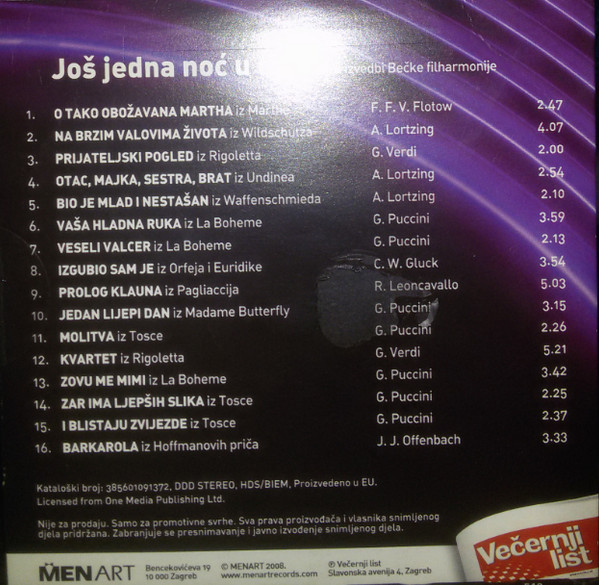 Još jedna noć u izvedbi Bečke filharmonije
1. O TAKO OBOŽAVANA MARTHA iz Marthe F. F. V. Flotow 2.47
2. NA BRZIM VALOVIMA ŽIVOTA iz Wildschutza A. Lortzing 4.07
3. PRIJATELJSKI POGLED iz Rigoletta G. Verdi 2.00
4. OTAC, MAJKA, SESTRA, BRAT iz Undinea A. Lortzing 2.54
5. BIO JE MLAD I NESTAŠAN iz Waffenschmieda A. Lortzing 2.10
6. VAŠA HLADNA RUKA iz La Boheme G. Puccini 3.59
7. VESELI VALCER iz La Boheme G. Puccini 2.13
8. IZGUBIO SAM JE iz Orfeja i Euridike C. W. Gluck 3.54
9. PROLOG KLAUNA iz Pagliaccija R. Leoncavallo 5.03
10. JEDAN LIJEPI DAN iz Madame Butterfly G. Puccini 3.15
11. MOLITVA iz Tosce G. Puccini 2.26
12. KVARTET iz Rigoletta G. Verdi 5.21
13. ZOVU ME MIMI iz La Boheme G. Puccini 3.42
14. ZAR IMA LJEPŠIH SLIKA iz Tosce G. Puccini 2.25
15. I BLISTAJU ZVIJEZDE iz Tosce G. Puccini 2.37
16. BARKAROLA iz Hoffmanovih priča J. J. Offenbach 3.33
Kataloški broj: 385601091372, DDD STEREO, HDS/BIEM, Proizvedeno u EU.
Licensed from One Media Publishing Ltd.
Nije za prodaju. Samo za promotivne svrhe. Sva prava proizvođača i vlasnika snimljenog
djela pridržana. Zabranjuje se presnimavanje i javno izvođenje snimljenog djela.
MENART
Bencekovićeva 19
10 000 Zagreb
© MENART 2008.
www.menartrecords.com
℗ Večernji list
Slavonska avenija 4, Zagreb
Večernji
list